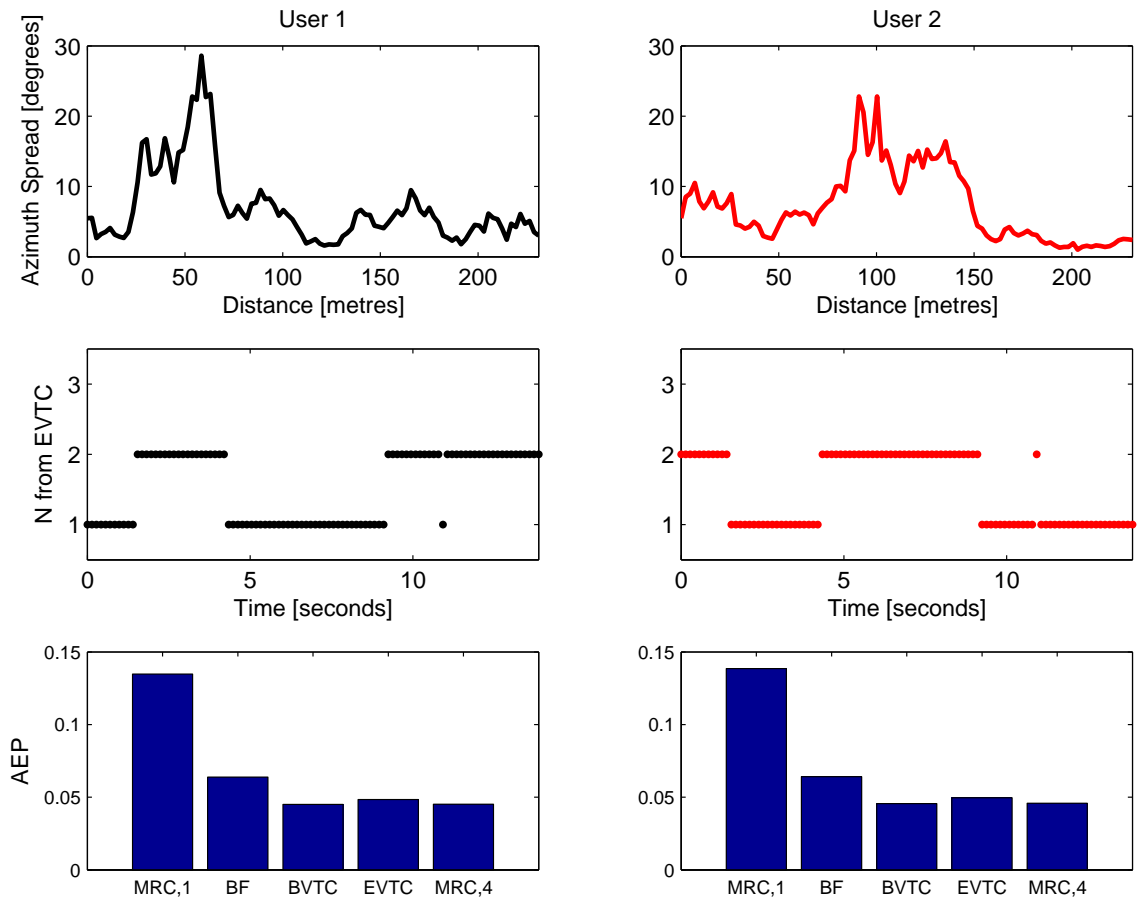 User 1
User 2
Azimuth Spread [degrees]
30
20
10
0
0 50 100 150 200
Distance [metres]
30
20
10
0
0 50 100 150 200
Distance [metres]
N from EVTC
3
2
1
0 5 10
Time [seconds]
3
2
1
0 5 10
Time [seconds]
AEP
0.15
0.1
0.05
0
MRC,1 BF BVTC EVTC MRC,4
0.15
0.1
0.05
0
MRC,1 BF BVTC EVTC MRC,4